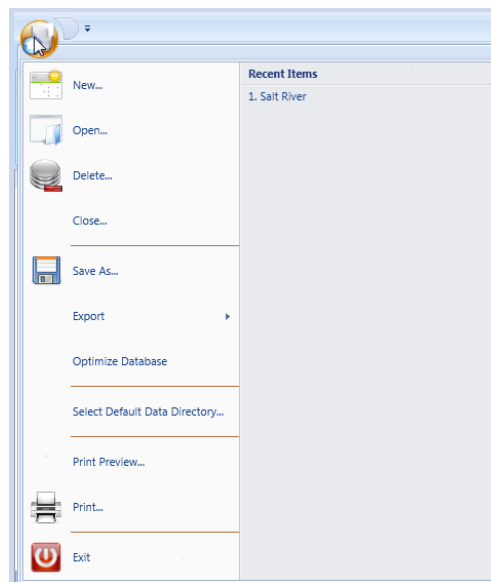 New...
Open...
Delete...
Close...
Save As...
Export
Optimize Database
Select Default Data Directory...
Print Preview...
Print...
Exit
Recent Items
1. Salt River